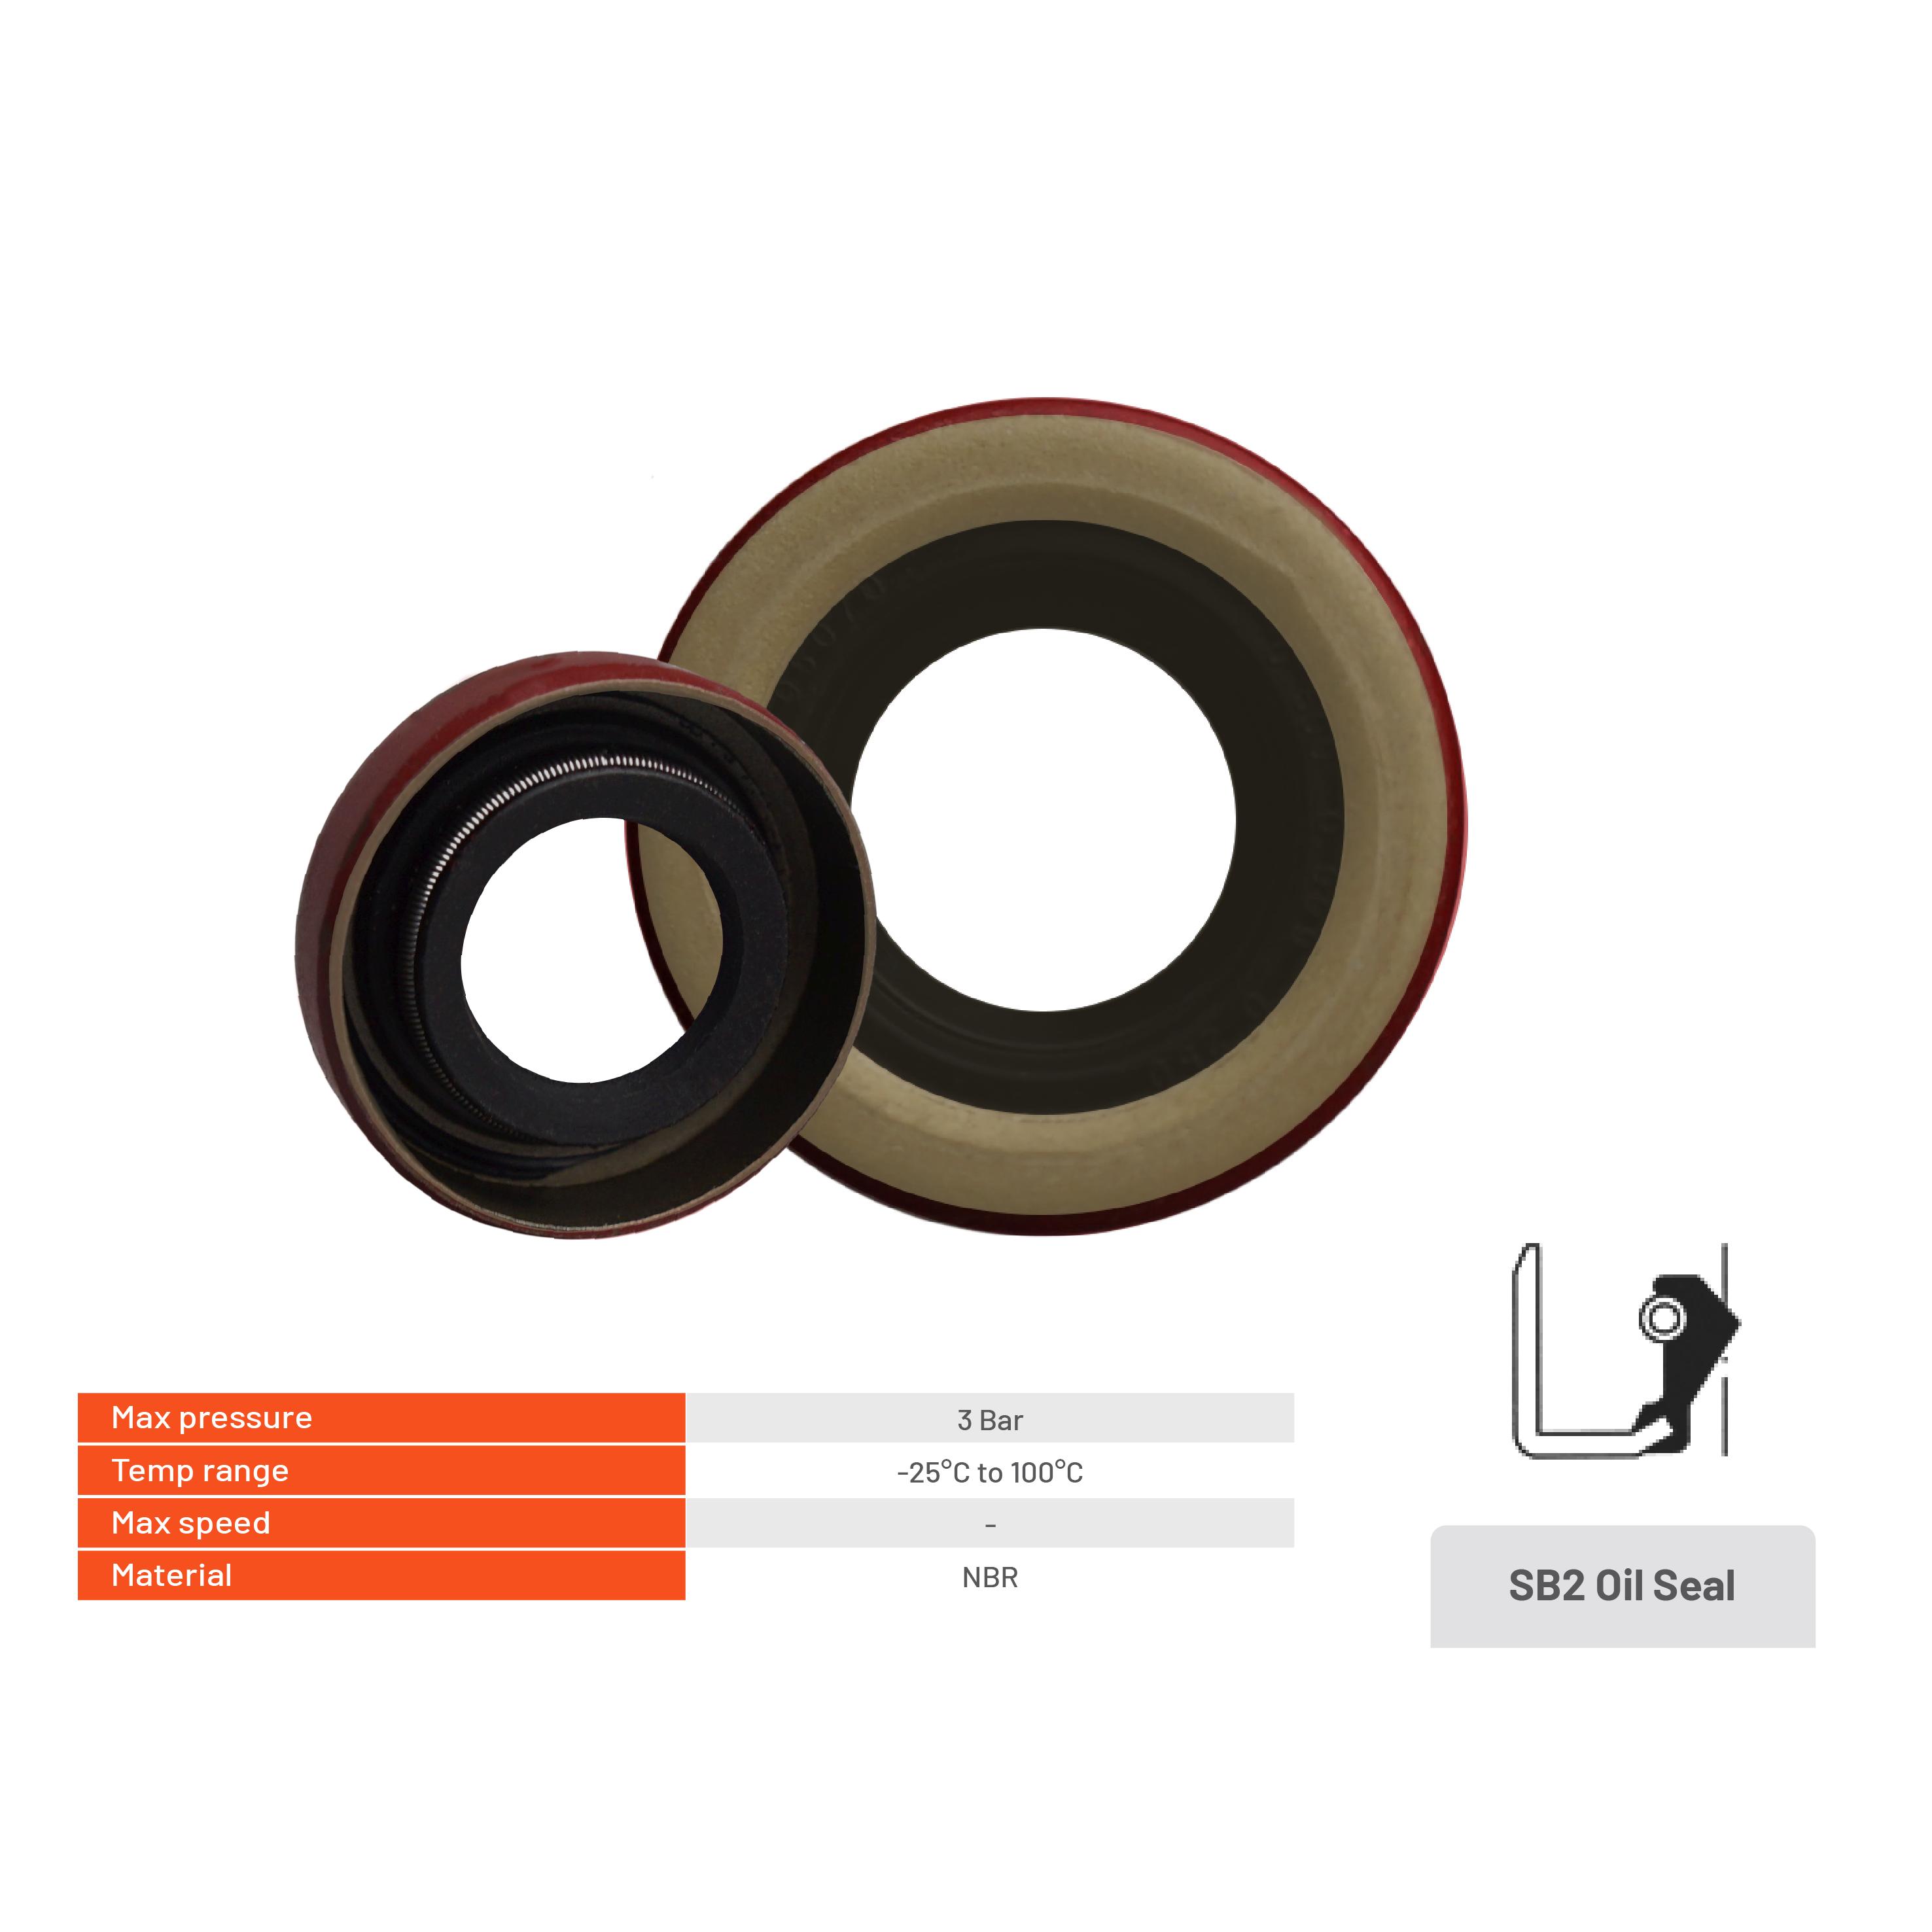 Max pressure 3 Bar
Temp range -25°C to 100°C
Max speed -
Material NBR
SB2 Oil Seal